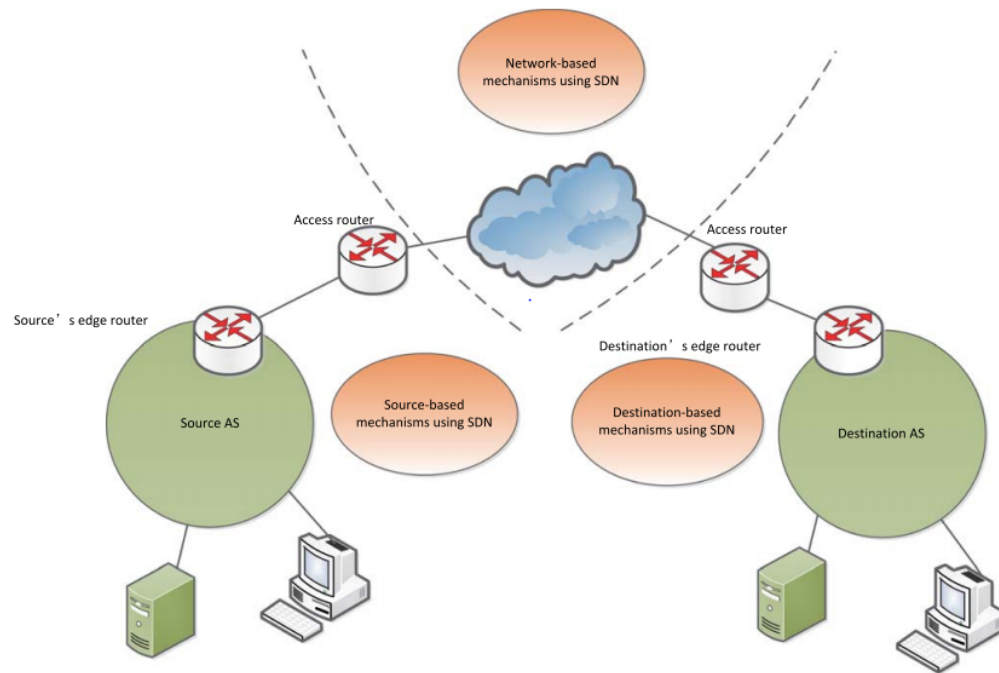 Network-based
mechanisms using SDN
Access router
Access router
Source’s edge router
Destination’s edge router
Source-based
mechanisms using SDN
Destination-based
mechanisms using SDN
Source AS
Destination AS